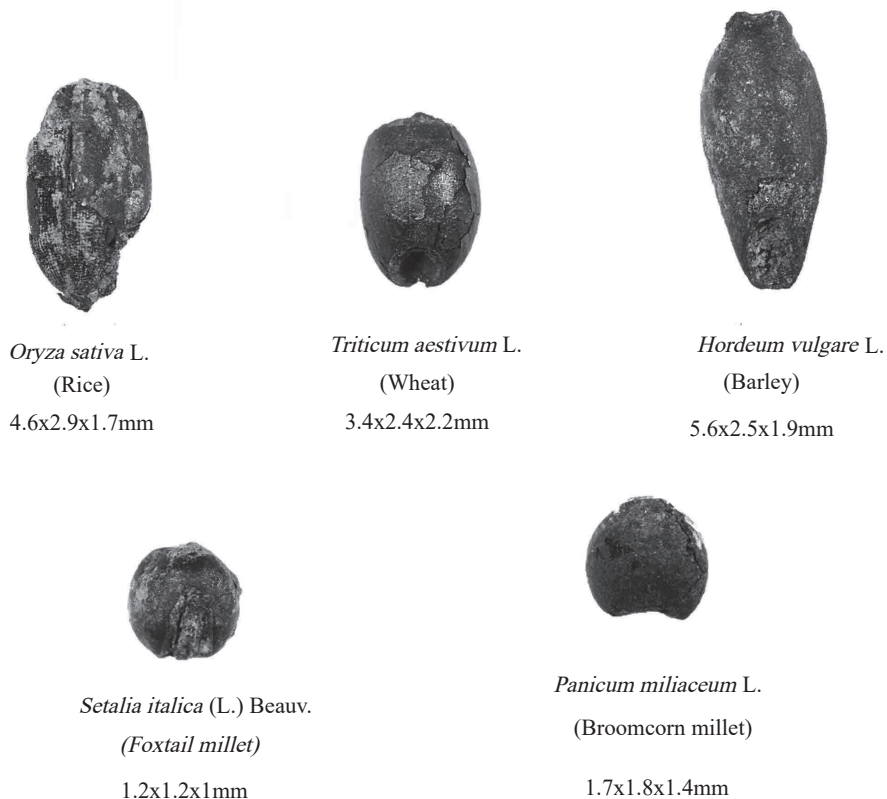 Oryza sativa L.
(Rice)
4.6x2.9x1.7mm
Triticum aestivum L.
(Wheat)
3.4x2.4x2.2mm
Hordeum vulgare L.
(Barley)
5.6x2.5x1.9mm
Setalia italica (L.) Beauv.
(Foxtail millet)
1.2x1.2x1mm
Panicum miliaceum L.
(Broomcorn millet)
1.7x1.8x1.4mm